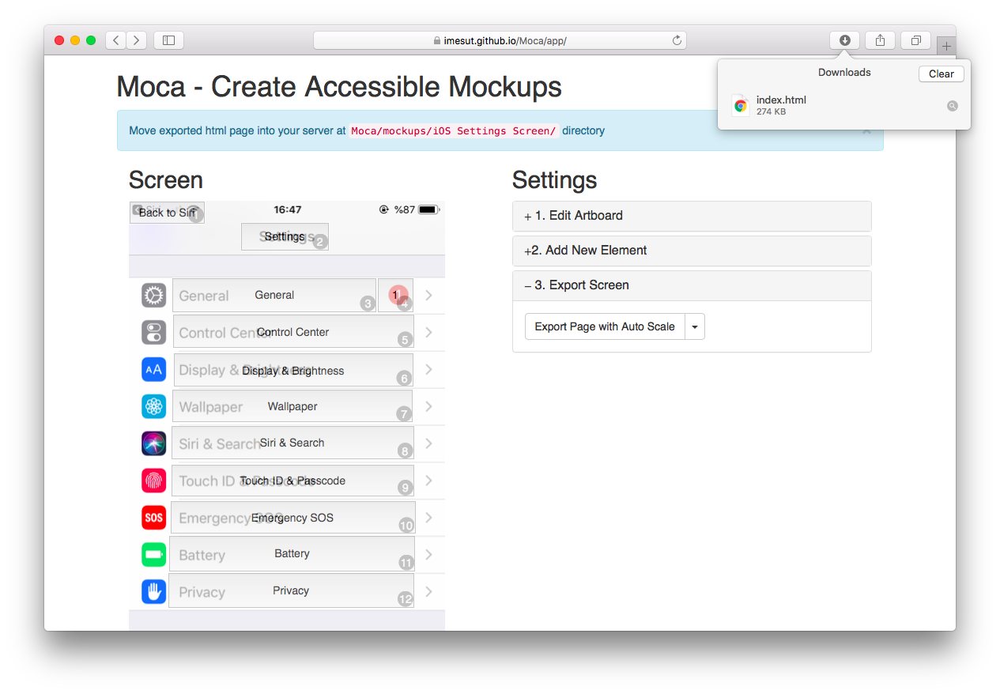 imesut.github.io/Moca/app/
Downloads
Clear
index.html
274 KB
Moca - Create Accessible Mockups
Move exported html page into your server at Moca/mockups/iOS Settings Screen/ directory
Screen
Back to Siri
1
16:47
%87
Settings
Settings
2
General
General
3
1
4
Control Center
Control Center
5
Display & Brightness
Display & Brightness
6
AA
Wallpaper
Wallpaper
7
Siri & Search
Siri & Search
8
Touch ID & Passcode
Touch ID & Passcode
9
SOS
Emergency SOS
Emergency SOS
10
Battery
Battery
11
Privacy
Privacy
12
Settings
+ 1. Edit Artboard
+2. Add New Element
– 3. Export Screen
Export Page with Auto Scale